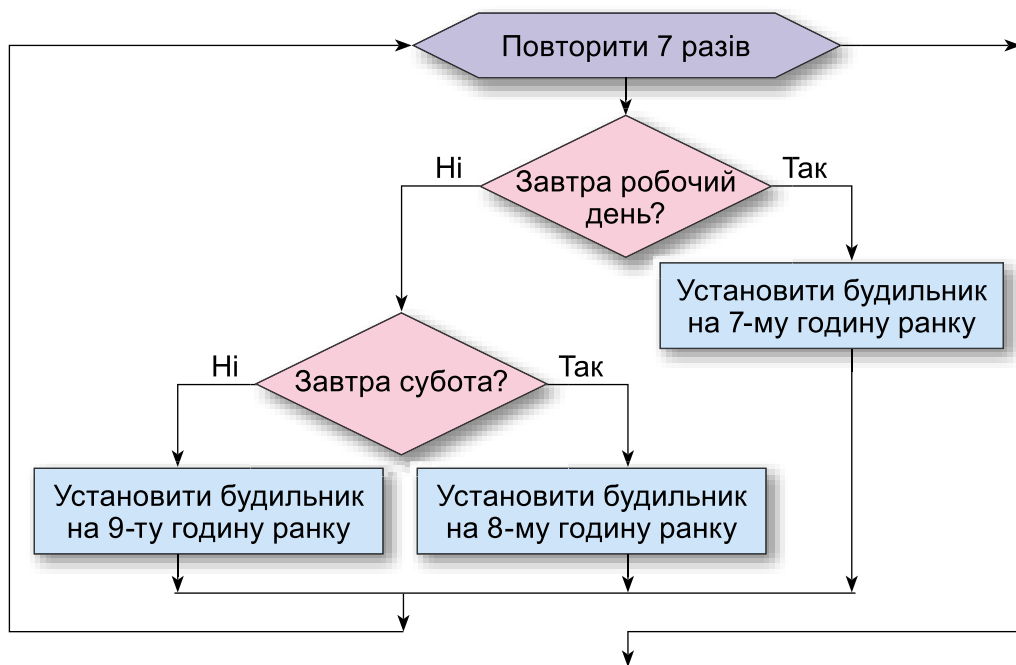 Повторити 7 разів
Ні
Так
Завтра робочий
день?
Установити будильник
на 7-му годину ранку
Ні
Так
Завтра субота?
Установити будильник
на 9-ту годину ранку
Установити будильник
на 8-му годину ранку